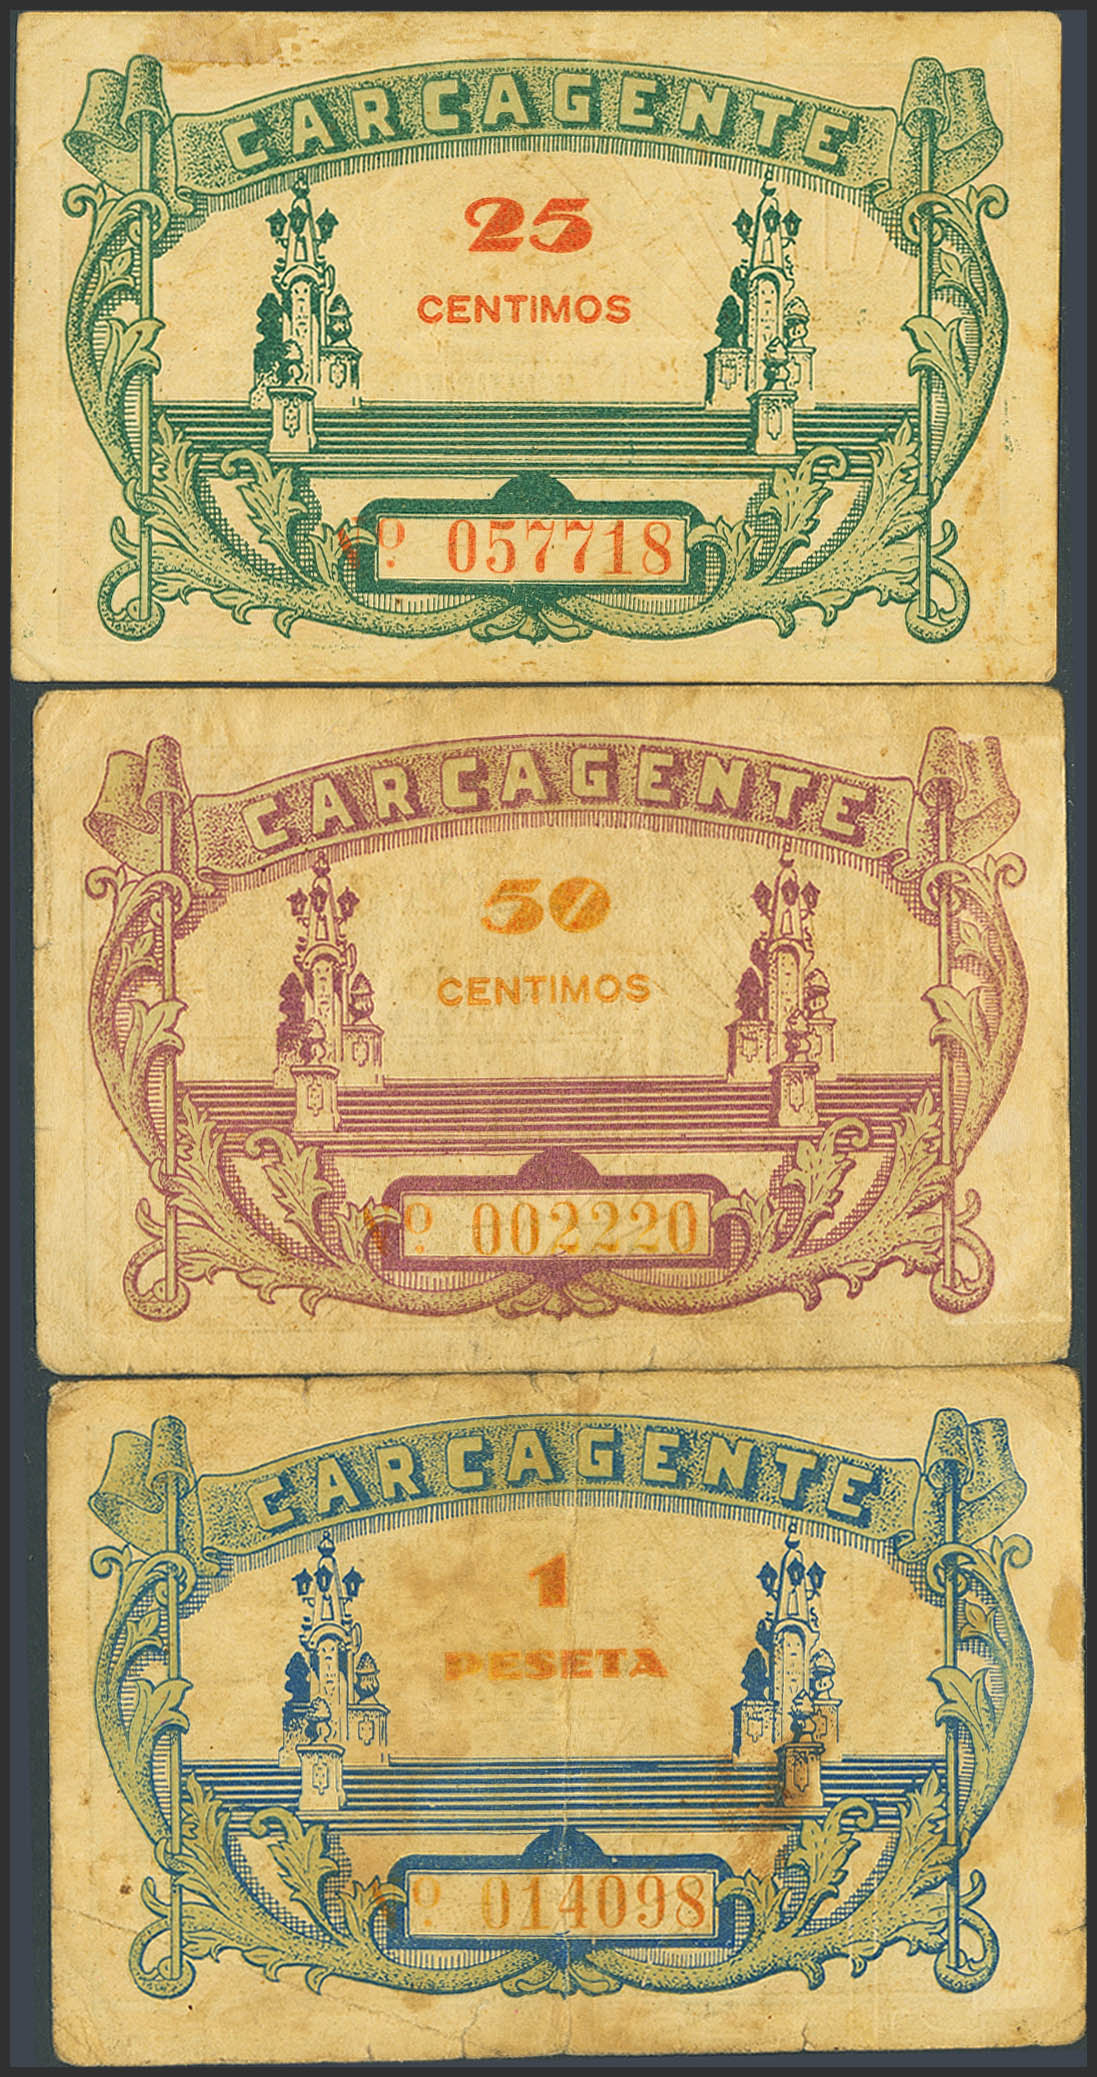 CARCAGENTE
25
CENTIMOS
Nº. 057718
CARCAGENTE
50
CENTIMOS
Nº. 002220
CARCAGENTE
1
PESETA
Nº. 014098